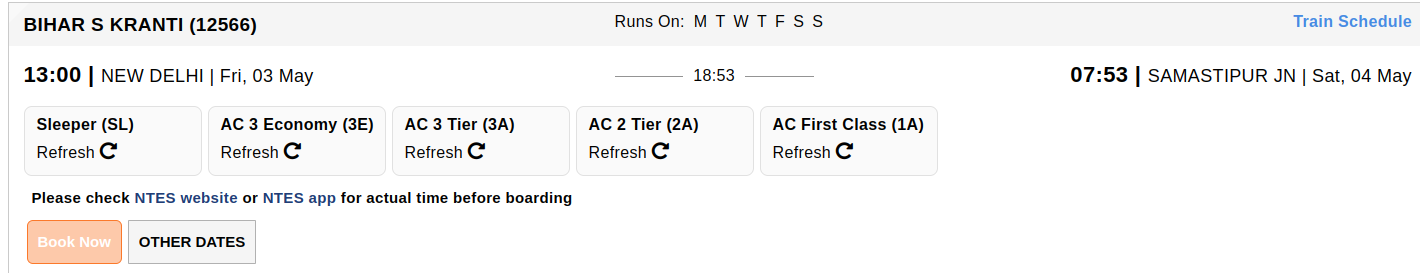 BIHAR S KRANTI (12566) Runs On: M T W T F S S Train Schedule
13:00 | NEW DELHI | Fri, 03 May 18:53 07:53 | SAMASTIPUR JN | Sat, 04 May
Sleeper (SL) AC 3 Economy (3E) AC 3 Tier (3A) AC 2 Tier (2A) AC First Class (1A)
Refresh Refresh Refresh Refresh Refresh
Please check NTES website or NTES app for actual time before boarding
Book Now OTHER DATES